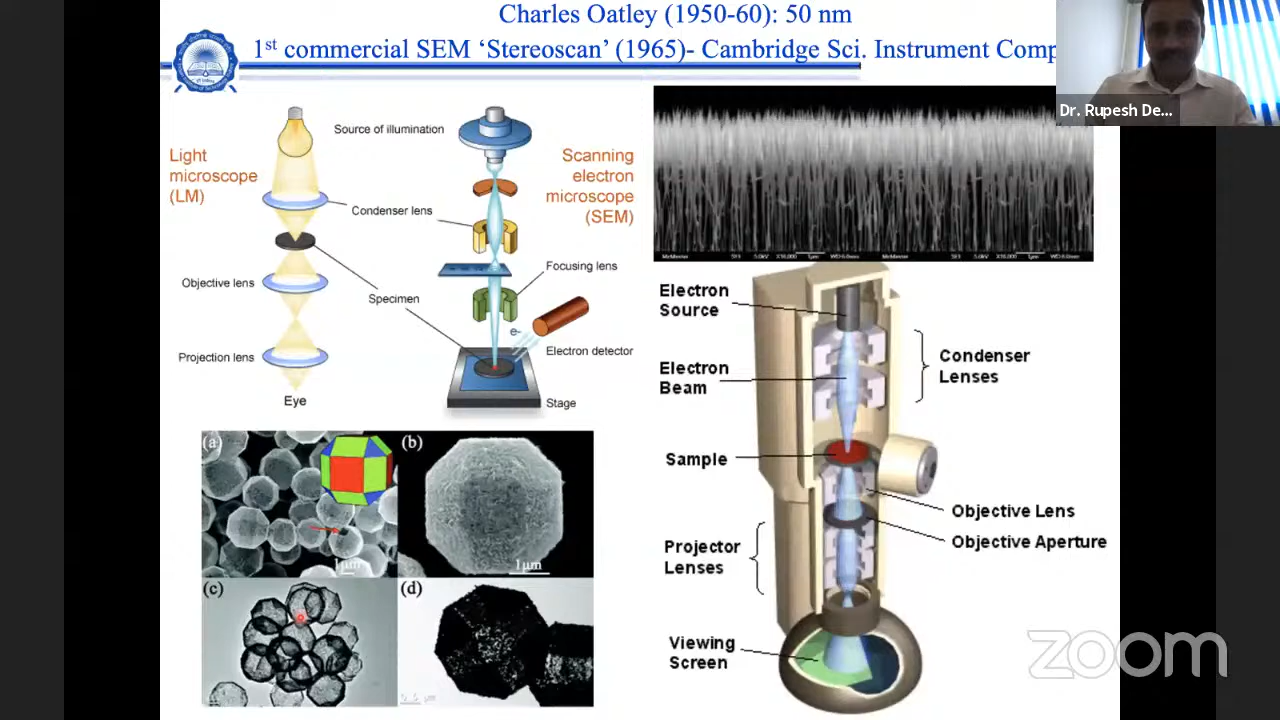 Charles Oatley (1950-60): 50 nm
1st commercial SEM ‘Stereoscan’ (1965)- Cambridge Sci. Instrument Comp
Dr. Rupesh De...
Light
microscope
(LM)
Source of illumination
Condenser lens
Objective lens
Specimen
Projection lens
Eye
Scanning
electron
microscope
(SEM)
Focusing lens
e-
Electron detector
Stage
(a)
1μm
(b)
1μm
(c)
(d)
Electron
Source
Electron
Beam
Condenser
Lenses
Sample
Objective Lens
Objective Aperture
Projector
Lenses
Viewing
Screen
zoom